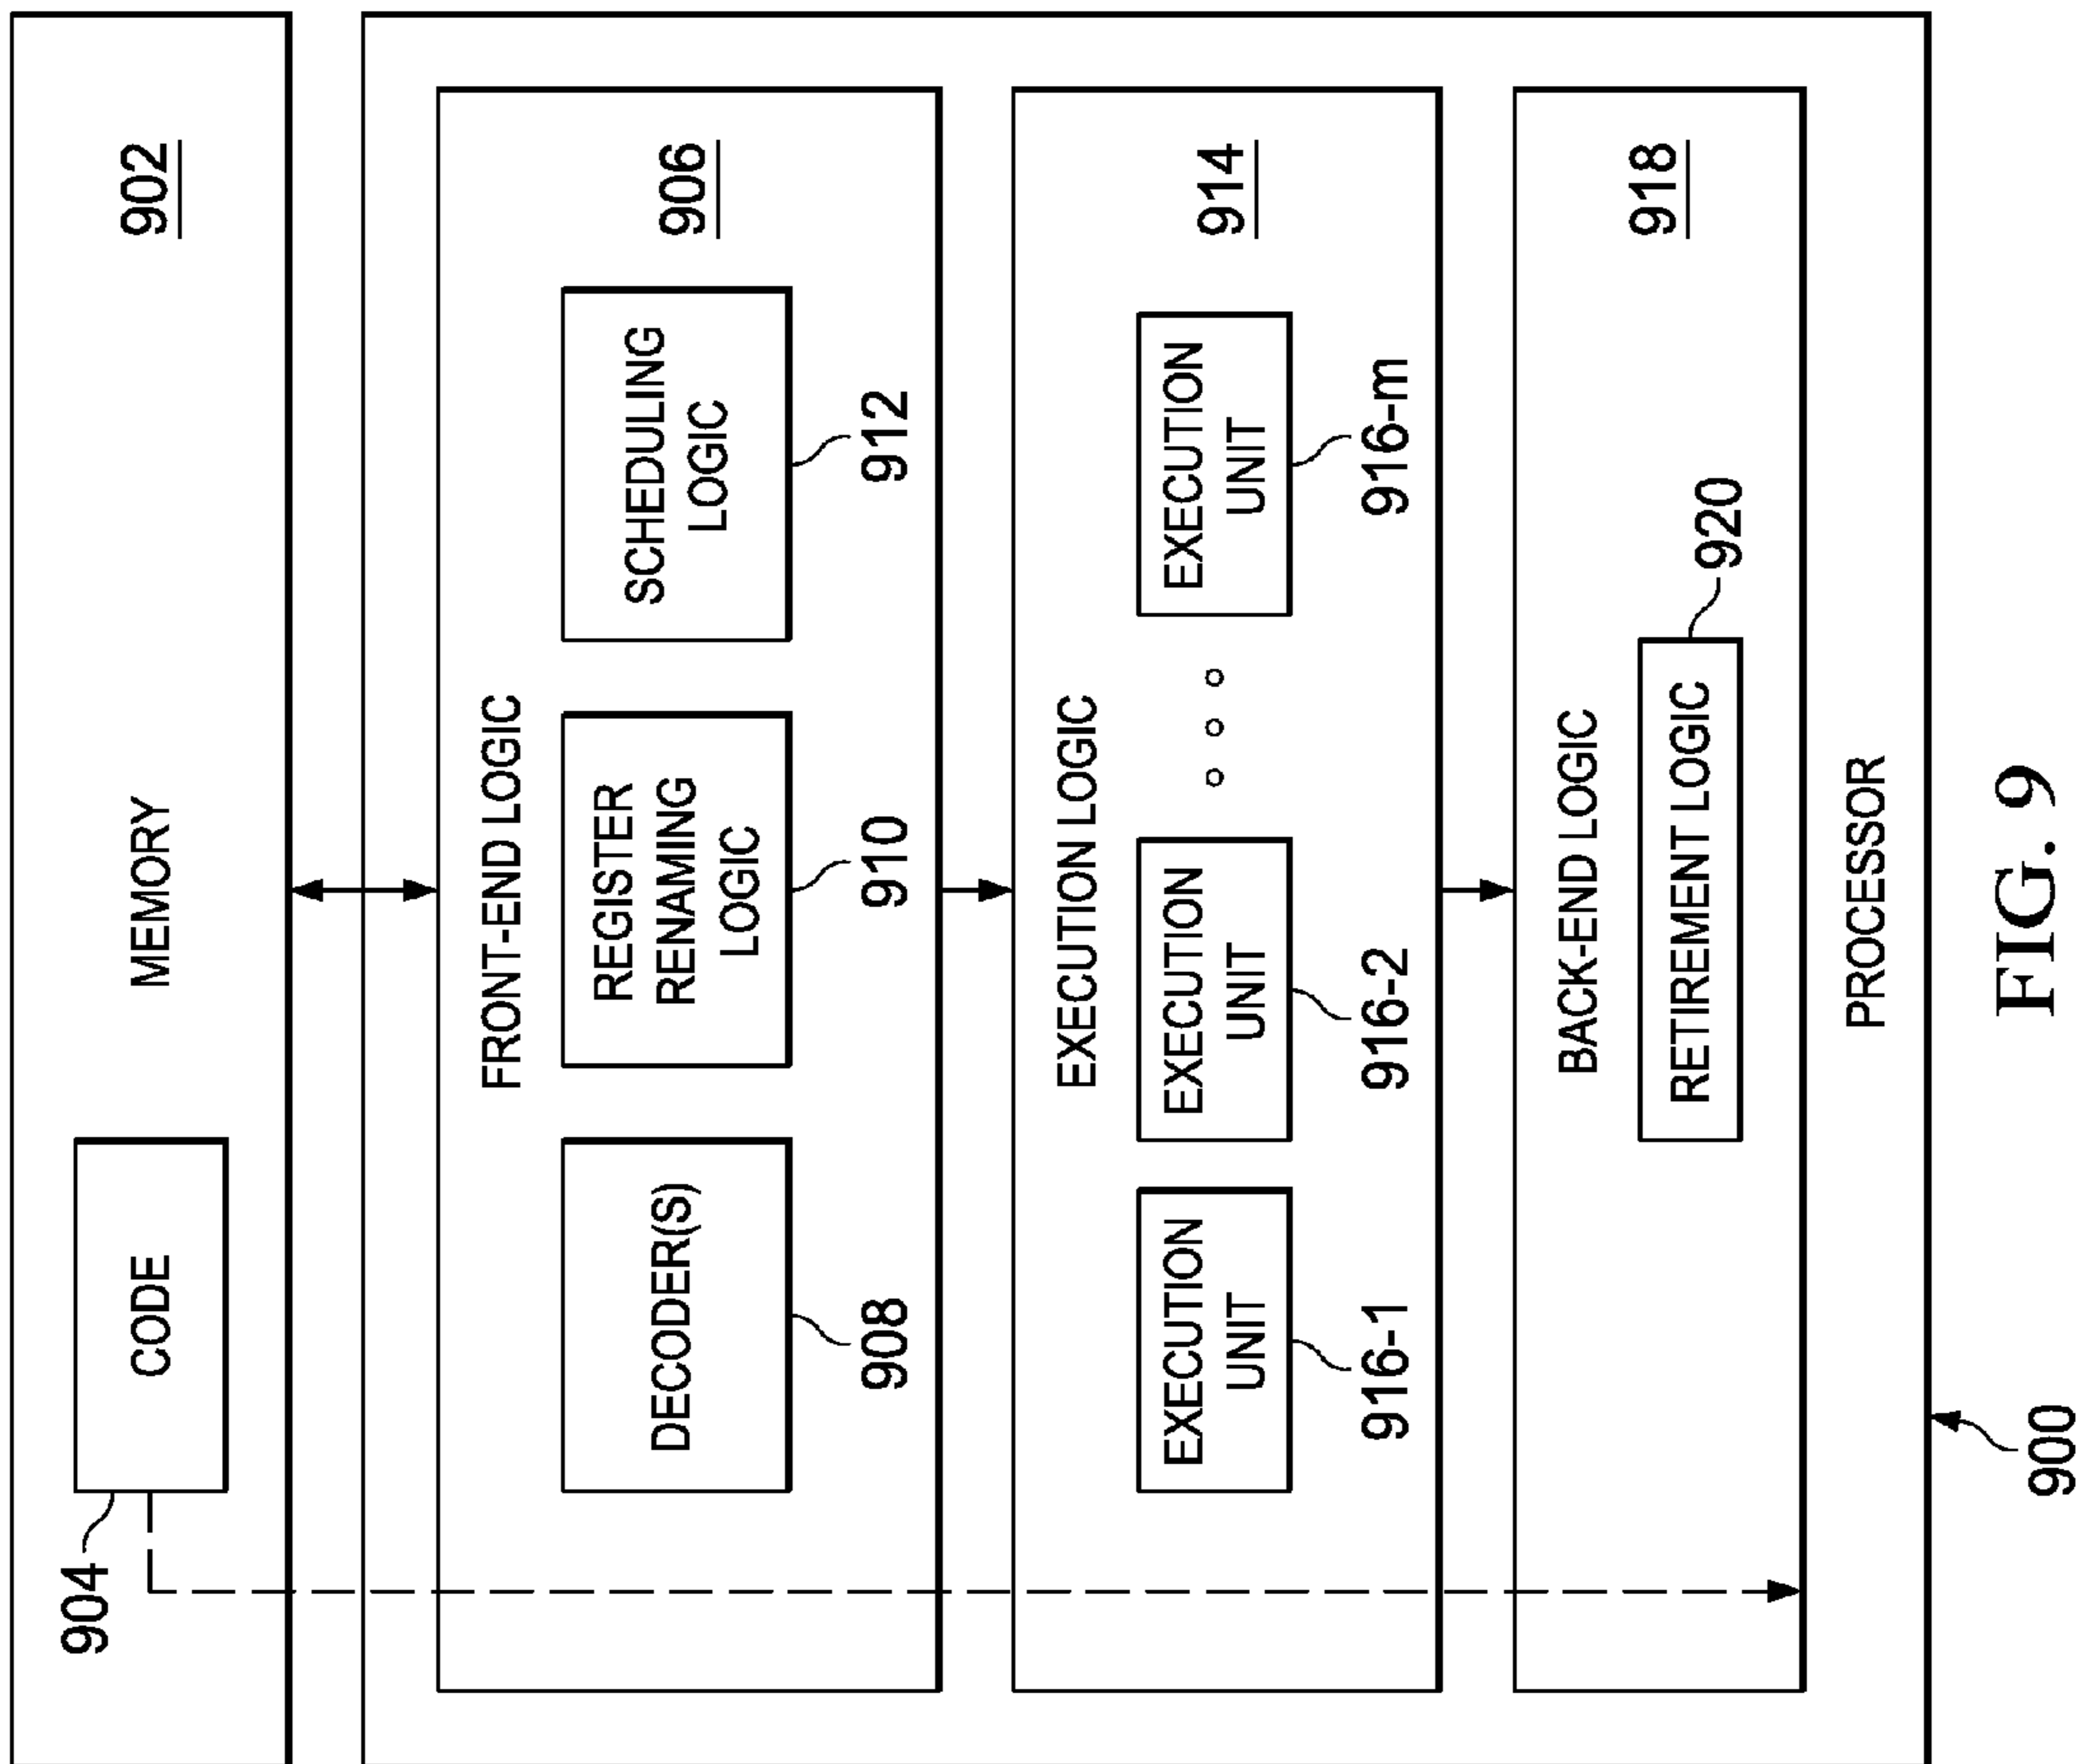 904
CODE
MEMORY
902
FRONT-END LOGIC
906
DECODER(S)
REGISTER
RENAMING
LOGIC
SCHEDULING
LOGIC
908
910
912
EXECUTION LOGIC
914
EXECUTION
UNIT
EXECUTION
UNIT
EXECUTION
UNIT
916-1
916-2
916-m
BACK-END LOGIC
918
RETIREMENT LOGIC
920
PROCESSOR
900
FIG. 9